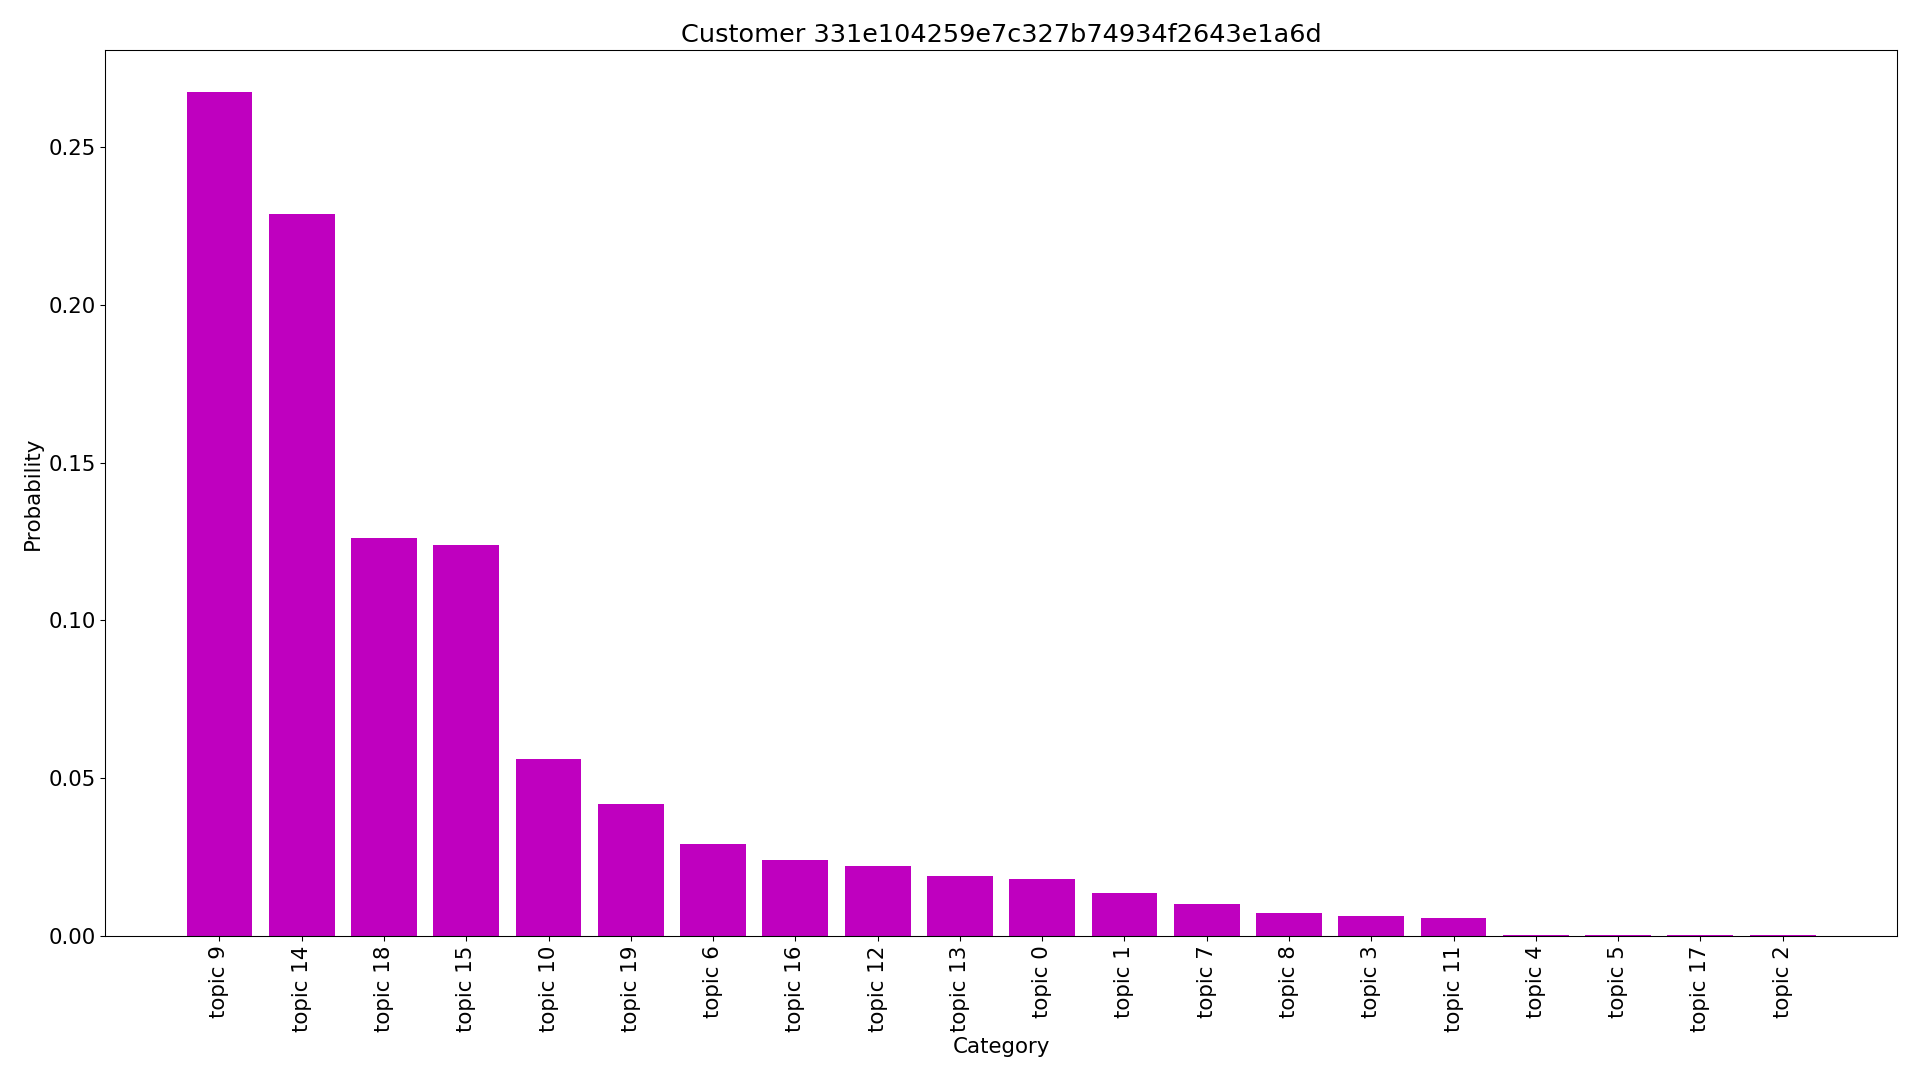 Customer 331e104259e7c327b74934f2643e1a6d
Probability
0.25
0.20
0.15
0.10
0.05
0.00
topic 9
topic 14
topic 18
topic 15
topic 10
topic 19
topic 6
topic 16
topic 12
topic 13
topic 0
topic 1
topic 7
topic 8
topic 3
topic 11
topic 4
topic 5
topic 17
topic 2
Category